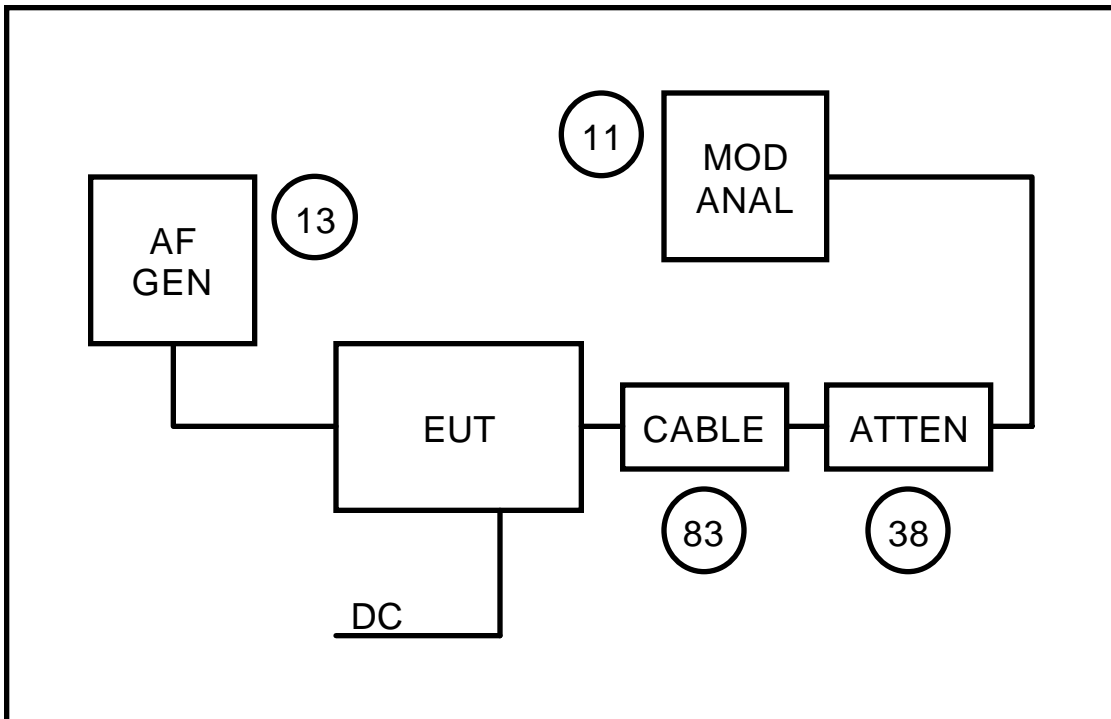 11
MOD
ANAL
13
AF
GEN
EUT
CABLE
ATTEN
83
38
DC